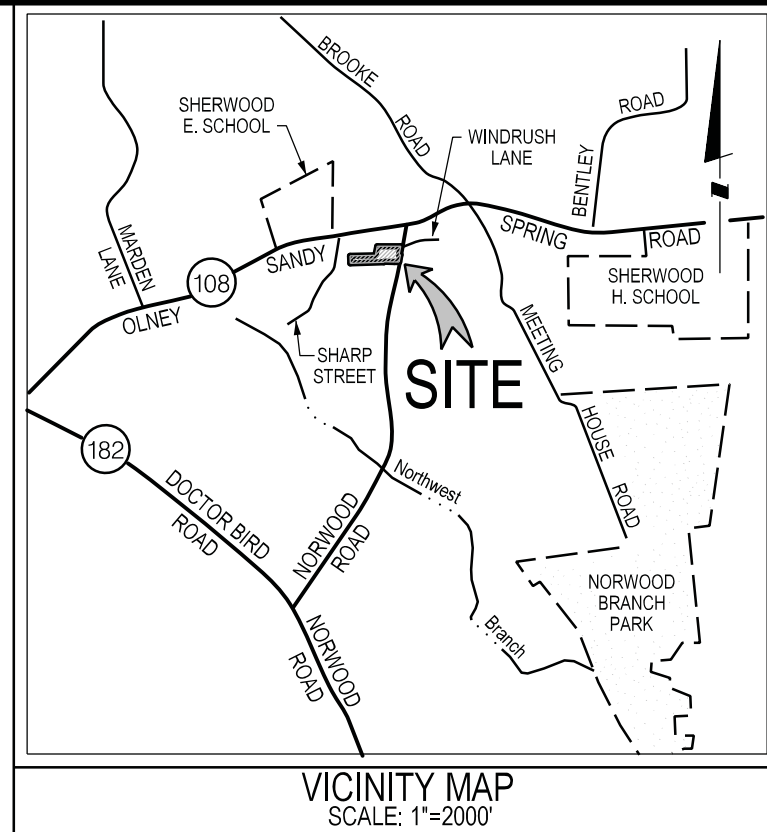 BROOKE
ROAD
SHERWOOD
E. SCHOOL
WINDRUSH
LANE
ROAD
BENTLEY
MARDEN
LANE
SANDY
SPRING
ROAD
SHERWOOD
H. SCHOOL
108
OLNEY
SHARP
STREET
SITE
MEETING
HOUSE
ROAD
182
DOCTOR BIRD
ROAD
Northwest
NORWOOD
ROAD
NORWOOD
BRANCH
PARK
Branch
NORWOOD
ROAD
VICINITY MAP
SCALE: 1"=2000'